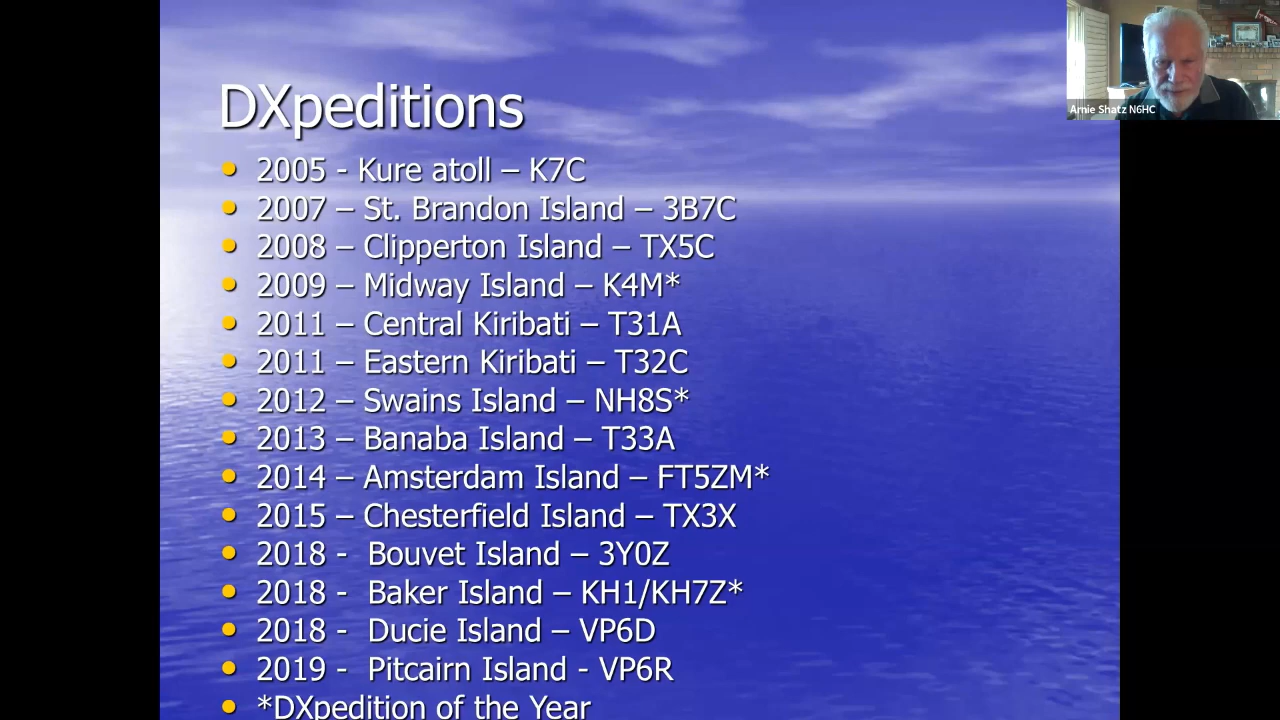 DXpeditions
2005 - Kure atoll – K7C
2007 – St. Brandon Island – 3B7C
2008 – Clipperton Island – TX5C
2009 – Midway Island – K4M*
2011 – Central Kiribati – T31A
2011 – Eastern Kiribati – T32C
2012 – Swains Island – NH8S*
2013 – Banaba Island – T33A
2014 – Amsterdam Island – FT5ZM*
2015 – Chesterfield Island – TX3X
2018 -  Bouvet Island – 3Y0Z
2018 -  Baker Island – KH1/KH7Z*
2018 -  Ducie Island – VP6D
2019 -  Pitcairn Island - VP6R
*DXpedition of the Year
Arnie Shatz N6HC